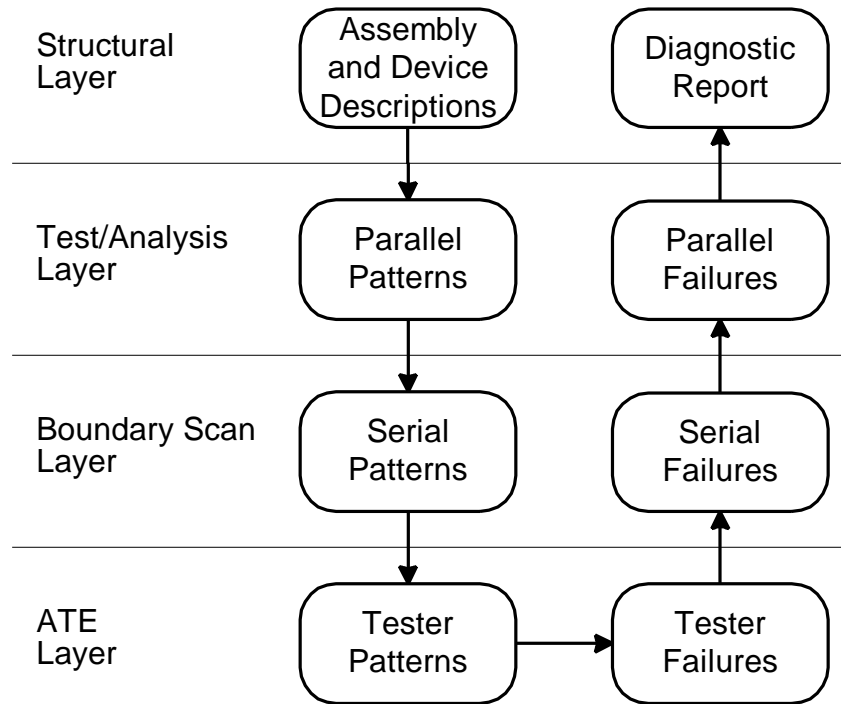 Structural
Layer
Assembly
and Device
Descriptions
Diagnostic
Report
Test/Analysis
Layer
Parallel
Patterns
Parallel
Failures
Boundary Scan
Layer
Serial
Patterns
Serial
Failures
ATE
Layer
Tester
Patterns
Tester
Failures